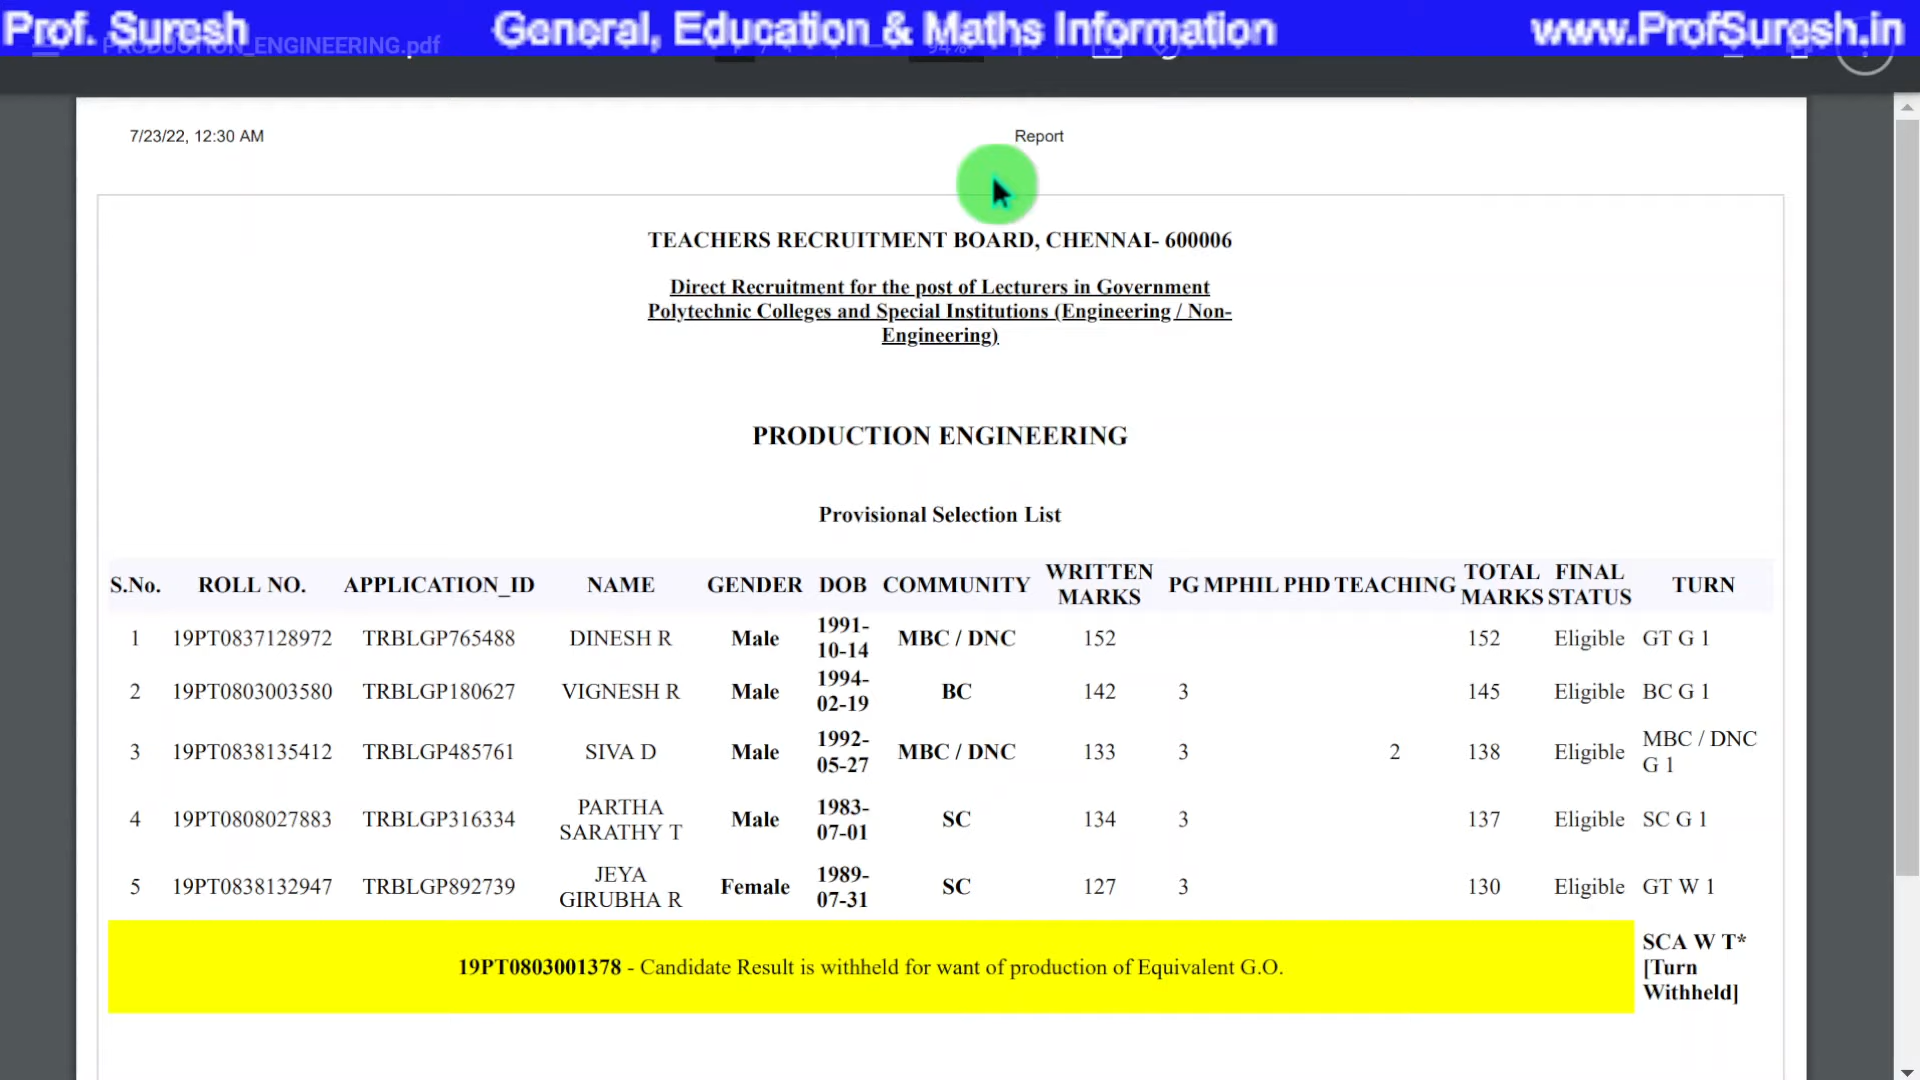 Prof. Suresh General, Education & Maths Information www.ProfSuresh.in
PRODUCTION_ENGINEERING.pdf 94%
7/23/22, 12:30 AM Report
TEACHERS RECRUITMENT BOARD, CHENNAI- 600006
Direct Recruitment for the post of Lecturers in Government
Polytechnic Colleges and Special Institutions (Engineering / Non-
Engineering)
PRODUCTION ENGINEERING
Provisional Selection List
S.No. ROLL NO. APPLICATION_ID NAME GENDER DOB COMMUNITY WRITTEN MARKS PG MPHIL PHD TEACHING TOTAL MARKS FINAL STATUS TURN
1 19PT0837128972 TRBLGP765488 DINESH R Male 1991-10-14 MBC / DNC 152 152 Eligible GT G 1
2 19PT0803003580 TRBLGP180627 VIGNESH R Male 1994-02-19 BC 142 3 145 Eligible BC G 1
3 19PT0838135412 TRBLGP485761 SIVA D Male 1992-05-27 MBC / DNC 133 3 2 138 Eligible MBC / DNC G 1
4 19PT0808027883 TRBLGP316334 PARTHA SARATHY T Male 1983-07-01 SC 134 3 137 Eligible SC G 1
5 19PT0838132947 TRBLGP892739 JEYA GIRUBHA R Female 1989-07-31 SC 127 3 130 Eligible GT W 1
19PT0803001378 - Candidate Result is withheld for want of production of Equivalent G.O. SCA W T* [Turn Withheld]